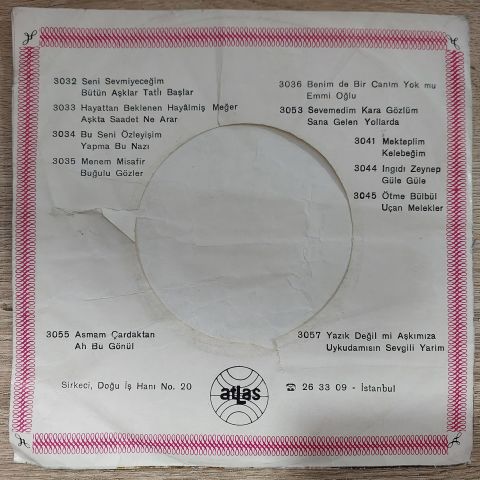 3032 Seni Sevmiyeceğim
Bütün Aşklar Tatlı Başlar
3033 Hayattan Beklenen Hayâlmiş Meğer
Aşkta Saadet Ne Arar
3034 Bu Seni Özleyişim
Yapma Bu Nazı
3035 Menem Misafir
Buğulu Gözler
3036 Benim de Bir Canım Yok mu
Emmi Oğlu
3053 Sevemedim Kara Gözlüm
Sana Gelen Yollarda
3041 Mekteplim
Kelebeğim
3044 Ingıdı Zeynep
Güle Güle
3045 Ötme Bülbül
Uçan Melekler
3055 Asmam Çardaktan
Ah Bu Gönül
3057 Yazık Değil mi Aşkımıza
Uykudamısın Sevgili Yarim
Sirkeci, Doğu İş Hanı No. 20
atlas
☎ 26 33 09 - İstanbul